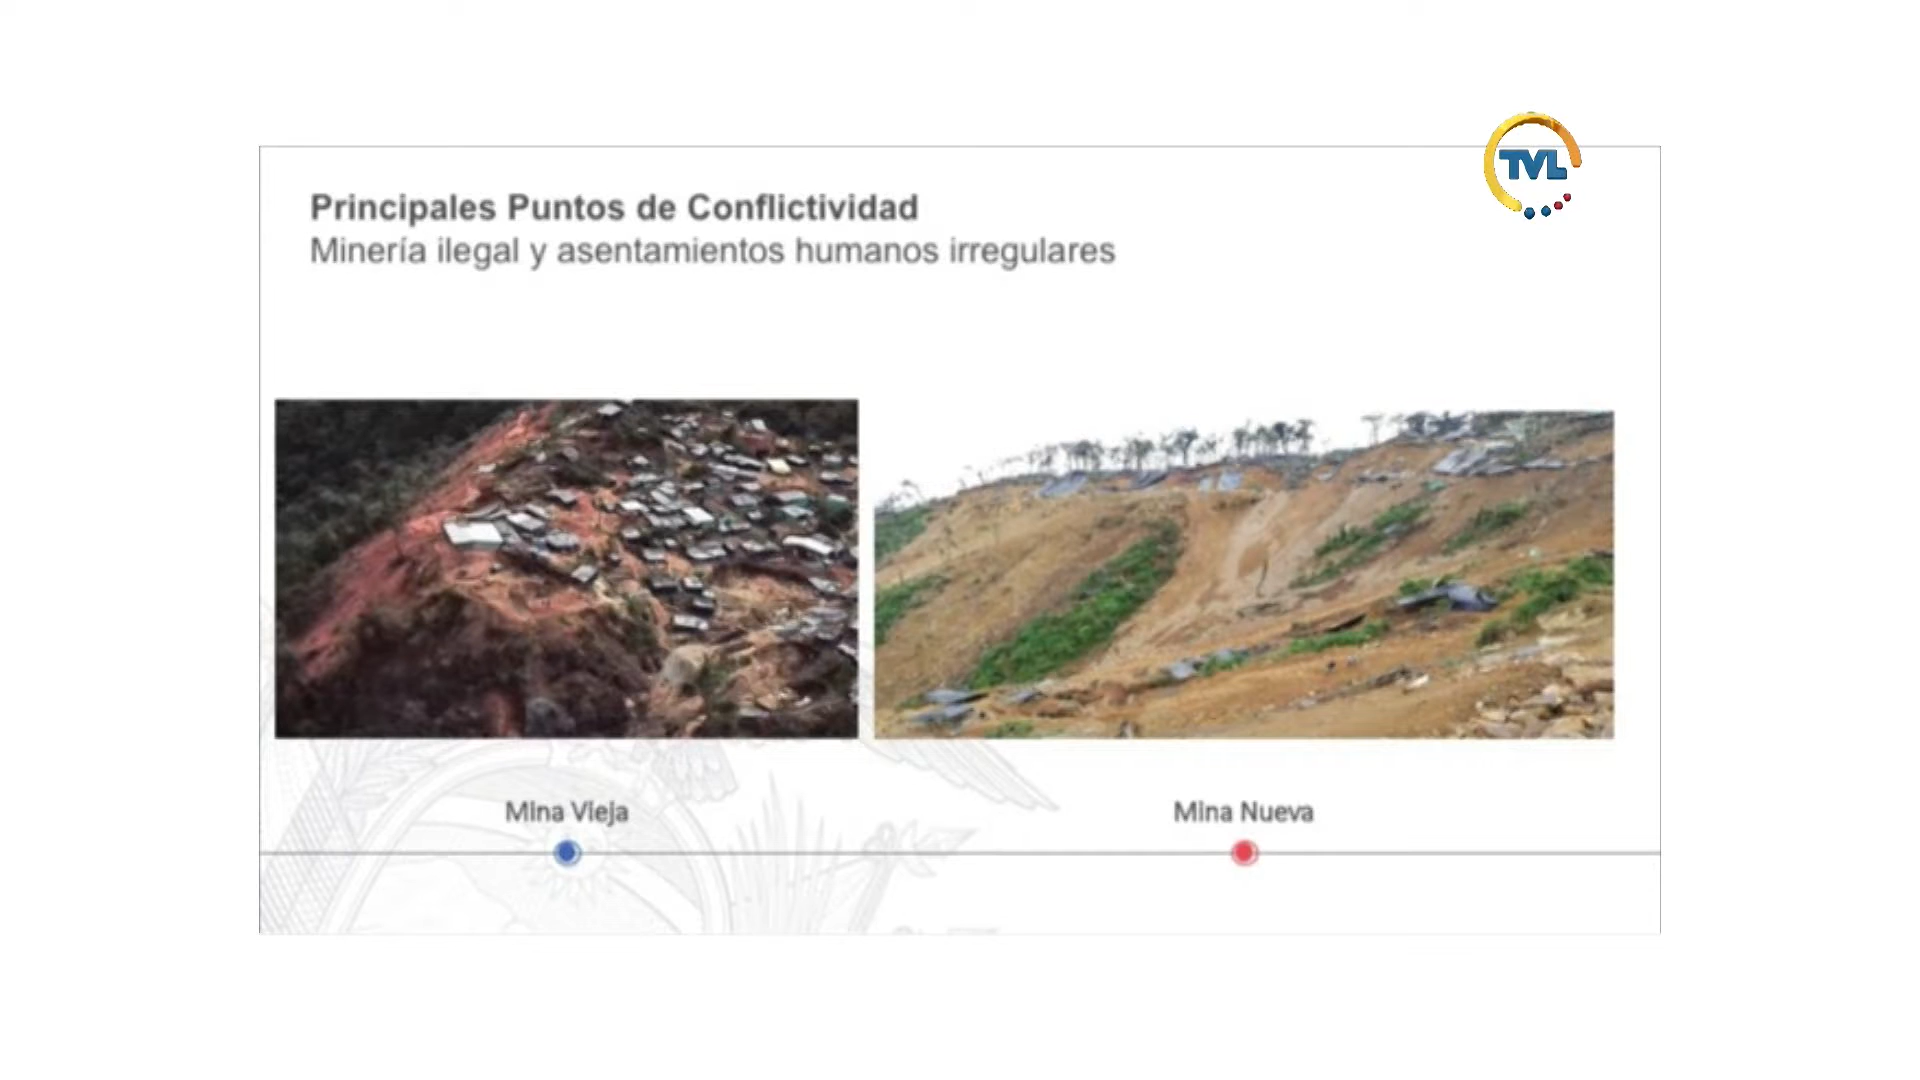 TVL
Principales Puntos de Conflictividad
Minería ilegal y asentamientos humanos irregulares
Mina Vieja
Mina Nueva